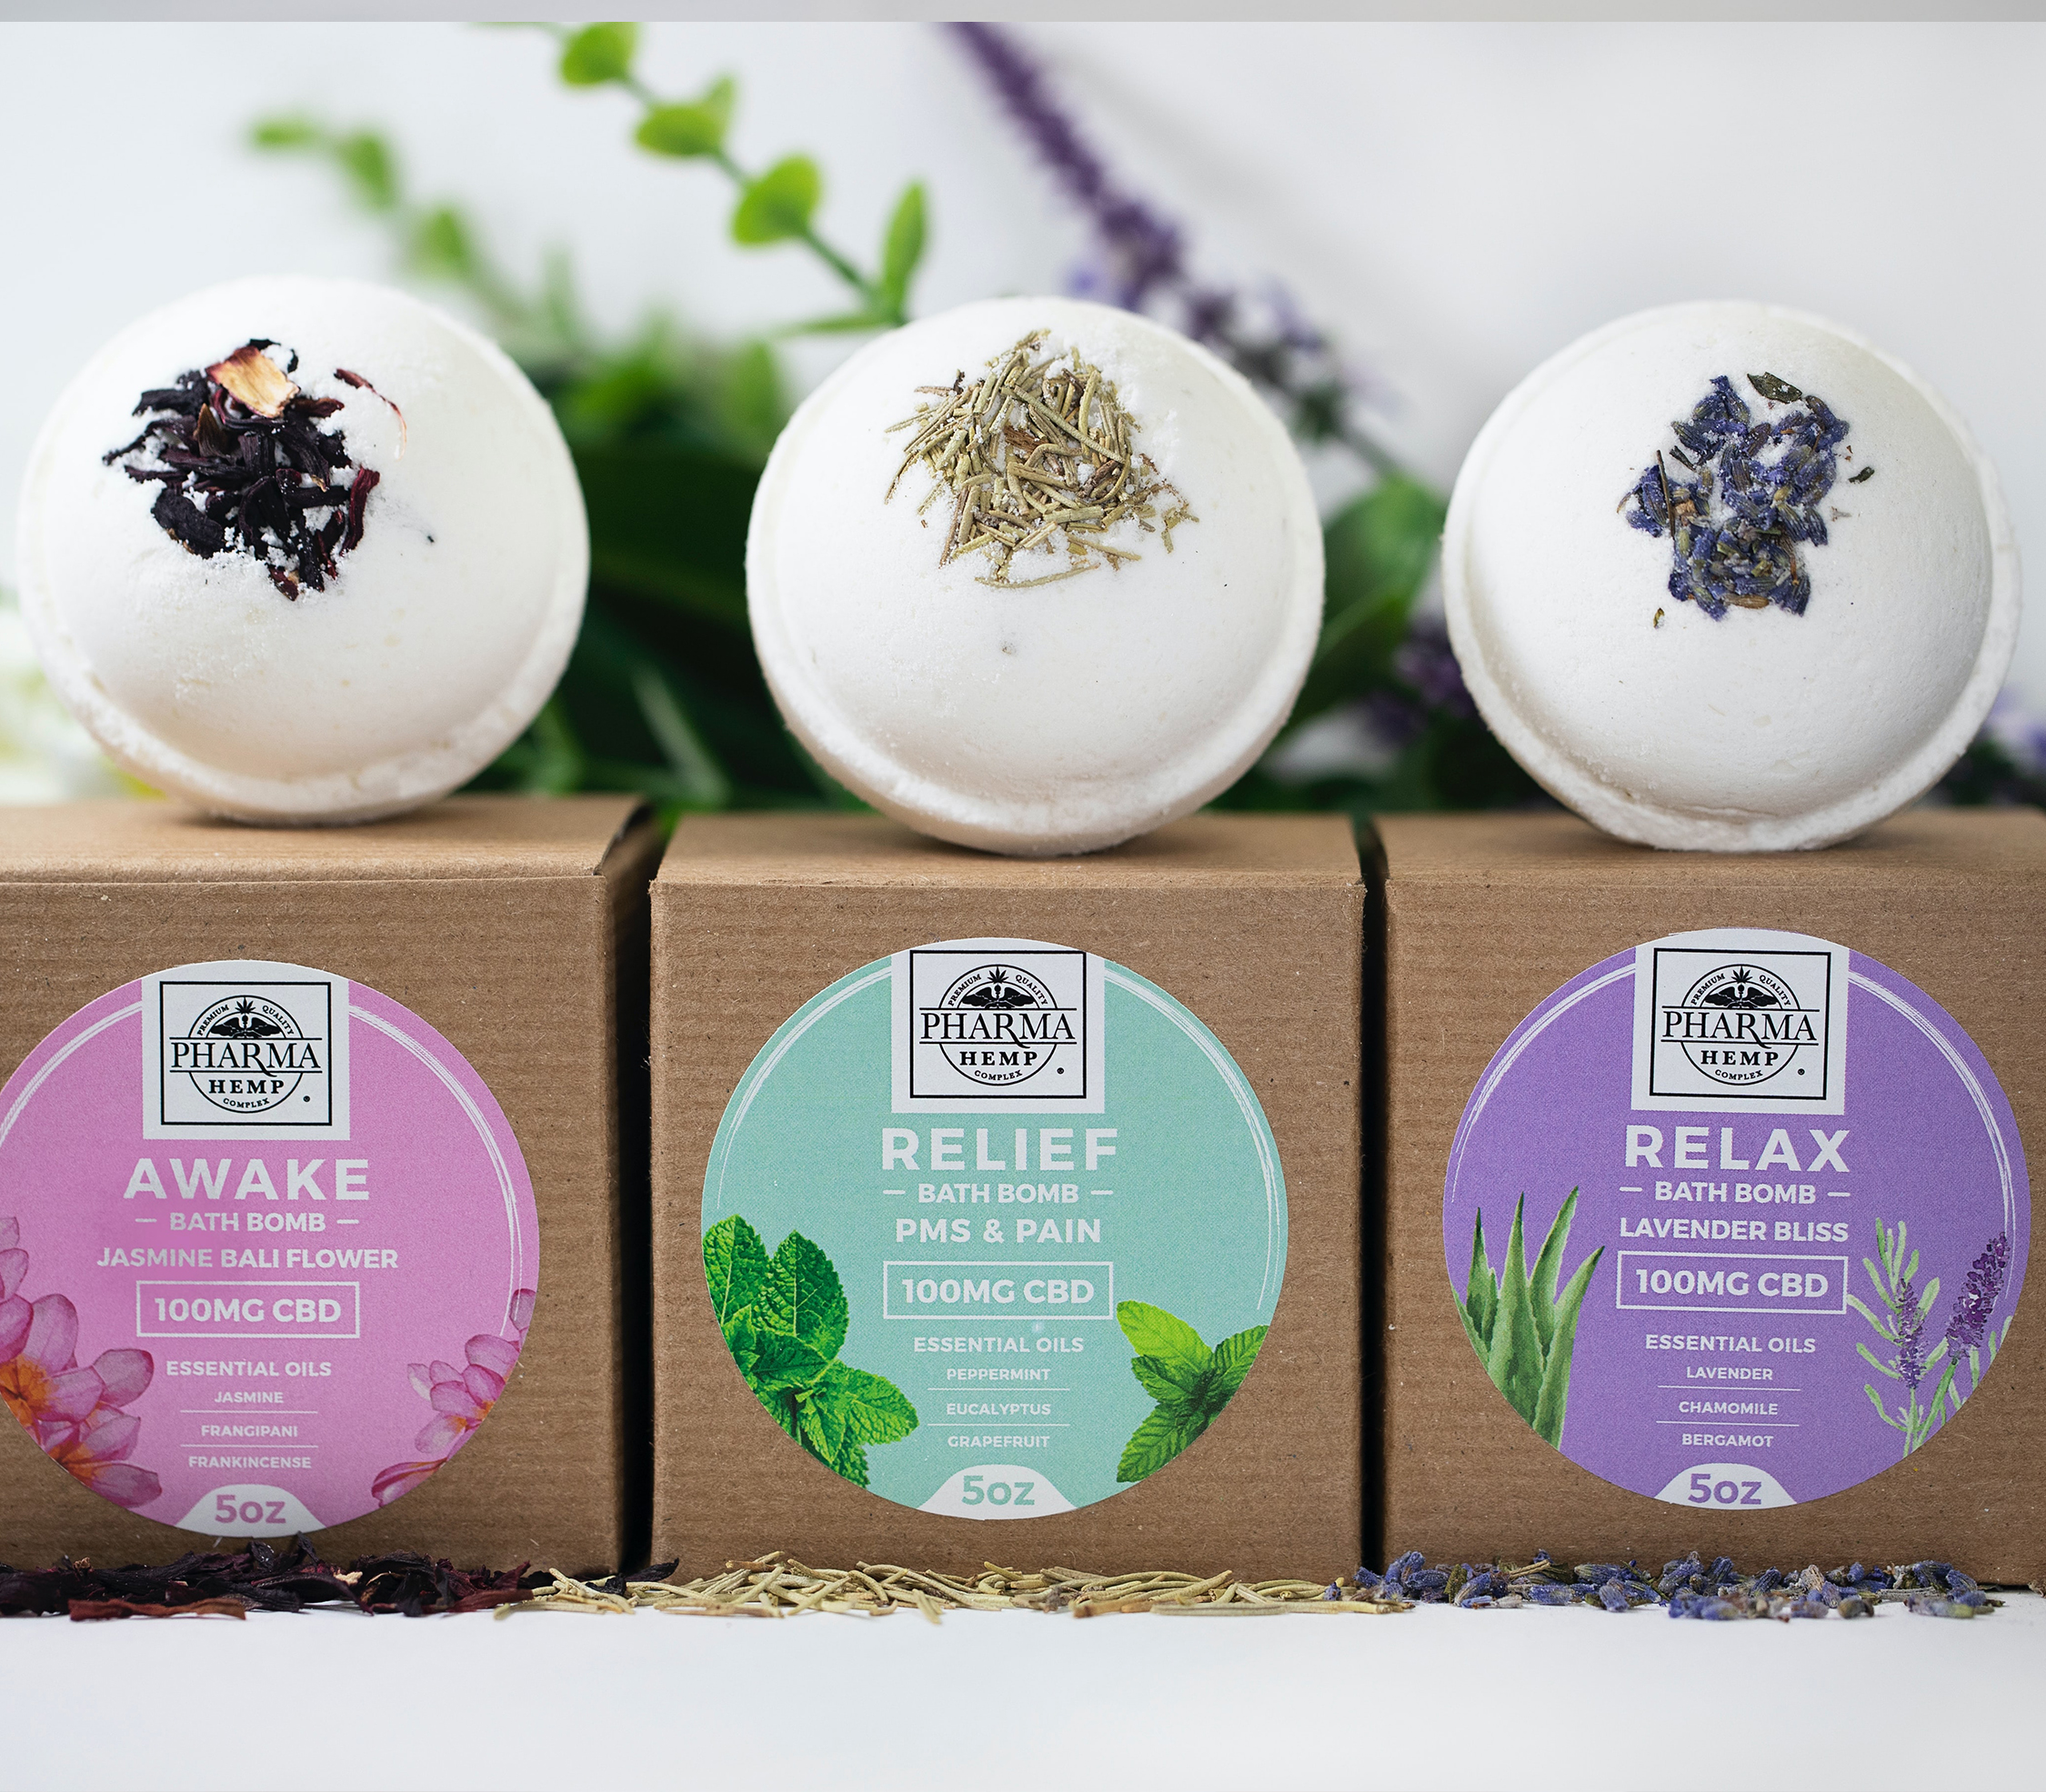 PREMIUM QUALITY
PHARMA
HEMP
COMPLEX
AWAKE
BATH BOMB
JASMINE BALI FLOWER
100MG CBD
ESSENTIAL OILS
JASMINE
FRANGIPANI
FRANKINCENSE
5oz
PREMIUM QUALITY
PHARMA
HEMP
COMPLEX
RELIEF
BATH BOMB
PMS & PAIN
100MG CBD
ESSENTIAL OILS
PEPPERMINT
EUCALYPTUS
GRAPEFRUIT
5oz
PREMIUM QUALITY
PHARMA
HEMP
COMPLEX
RELAX
BATH BOMB
LAVENDER BLISS
100MG CBD
ESSENTIAL OILS
LAVENDER
CHAMOMILE
BERGAMOT
5oz